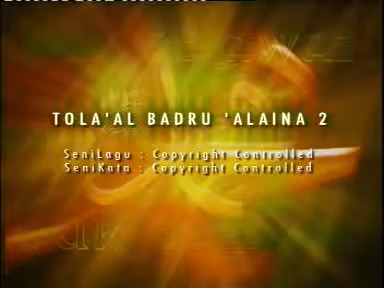 TOLA'AL BADRU 'ALAINA 2
SeniLagu : Copyright Controlled
SeniKata : Copyright Controlled